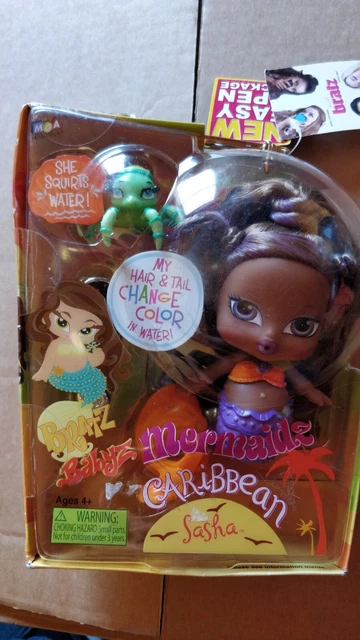 NEW
EASY
OPEN
PACKAGE
bratz
MGA
SHE
SQUIRTS
WATER!
MY
HAIR & TAIL
CHANGE
COLOR
IN WATER!
BRATZ
Babyz
Mermaidz
CARIBBEAN
Sasha™
Ages 4+
WARNING:
CHOKING HAZARD-Small parts.
Not for children under 3 years.